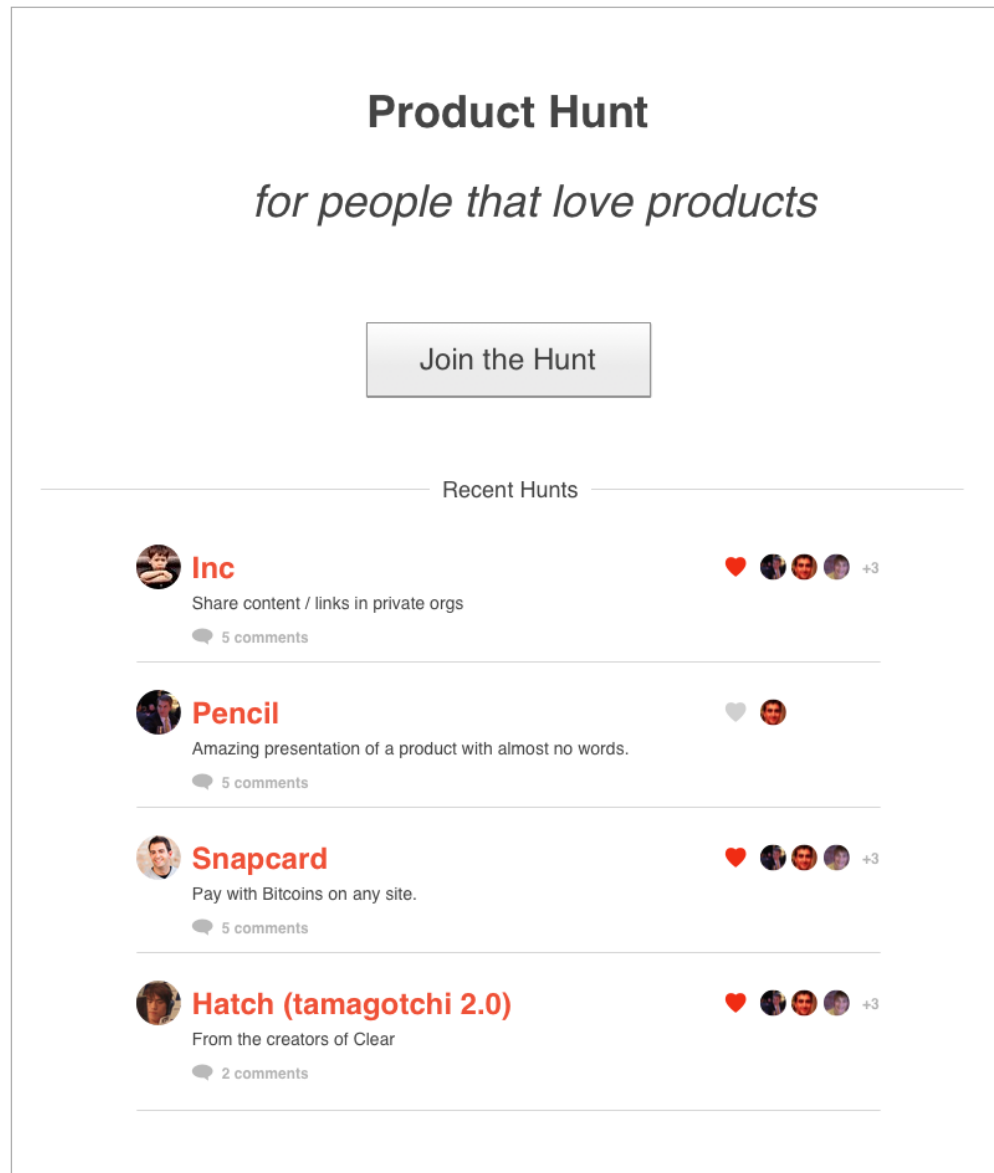 Product Hunt
for people that love products
Join the Hunt
Recent Hunts
Inc
+3
Share content / links in private orgs
5 comments
Pencil
Amazing presentation of a product with almost no words.
5 comments
Snapcard
+3
Pay with Bitcoins on any site.
5 comments
Hatch (tamagotchi 2.0)
+3
From the creators of Clear
2 comments